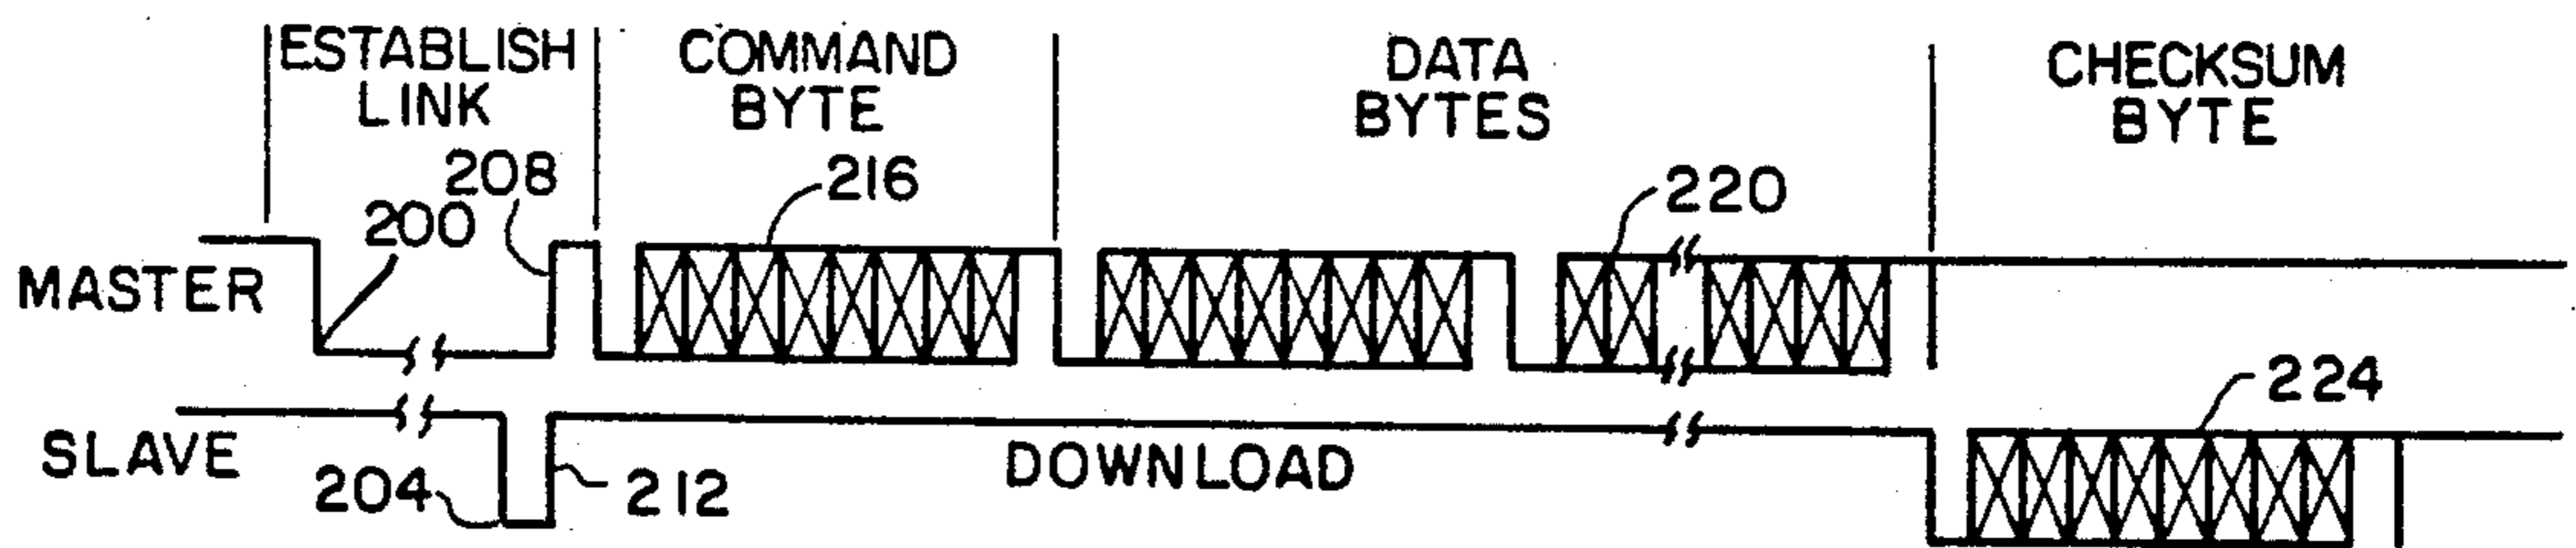 ESTABLISH
LINK
COMMAND
BYTE
DATA
BYTES
CHECKSUM
BYTE
208
216
220
200
MASTER
224
SLAVE
204
212
DOWNLOAD